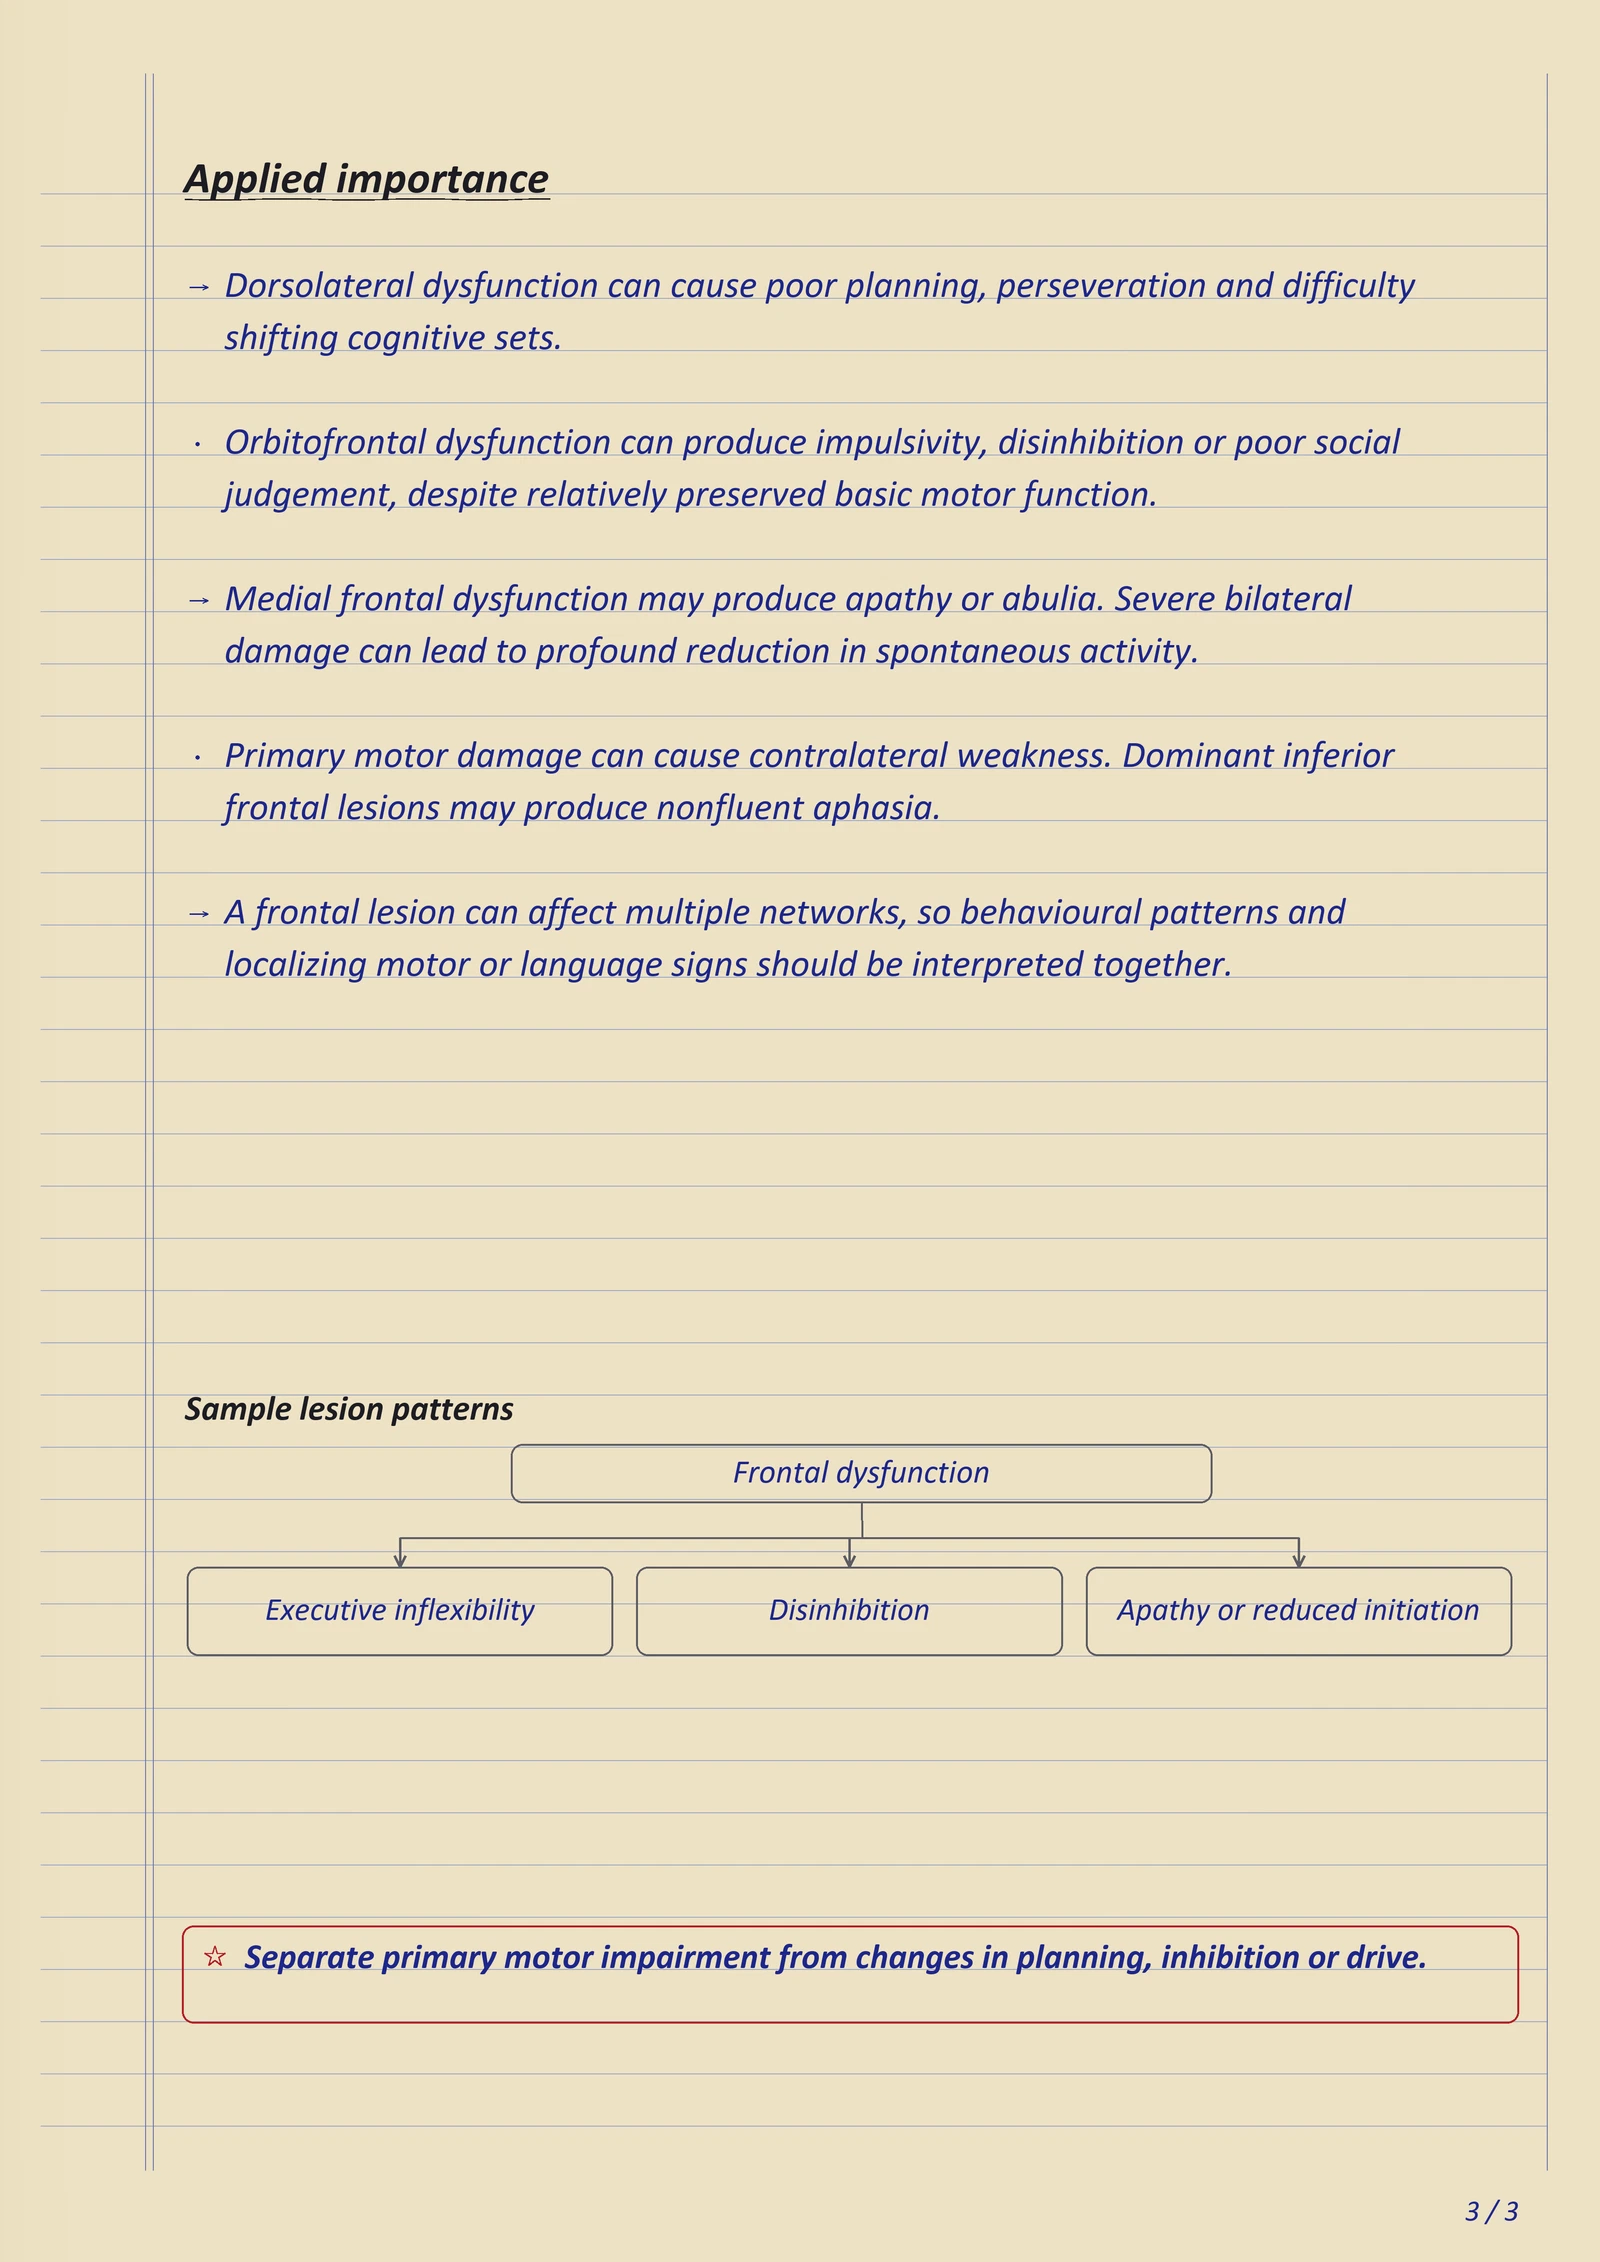 Applied importance
→ Dorsolateral dysfunction can cause poor planning, perseveration and difficulty
shifting cognitive sets.
· Orbitofrontal dysfunction can produce impulsivity, disinhibition or poor social
judgement, despite relatively preserved basic motor function.
→ Medial frontal dysfunction may produce apathy or abulia. Severe bilateral
damage can lead to profound reduction in spontaneous activity.
· Primary motor damage can cause contralateral weakness. Dominant inferior
frontal lesions may produce nonfluent aphasia.
→ A frontal lesion can affect multiple networks, so behavioural patterns and
localizing motor or language signs should be interpreted together.
Sample lesion patterns
Frontal dysfunction
Executive inflexibility
Disinhibition
Apathy or reduced initiation
☆ Separate primary motor impairment from changes in planning, inhibition or drive.
3 / 3